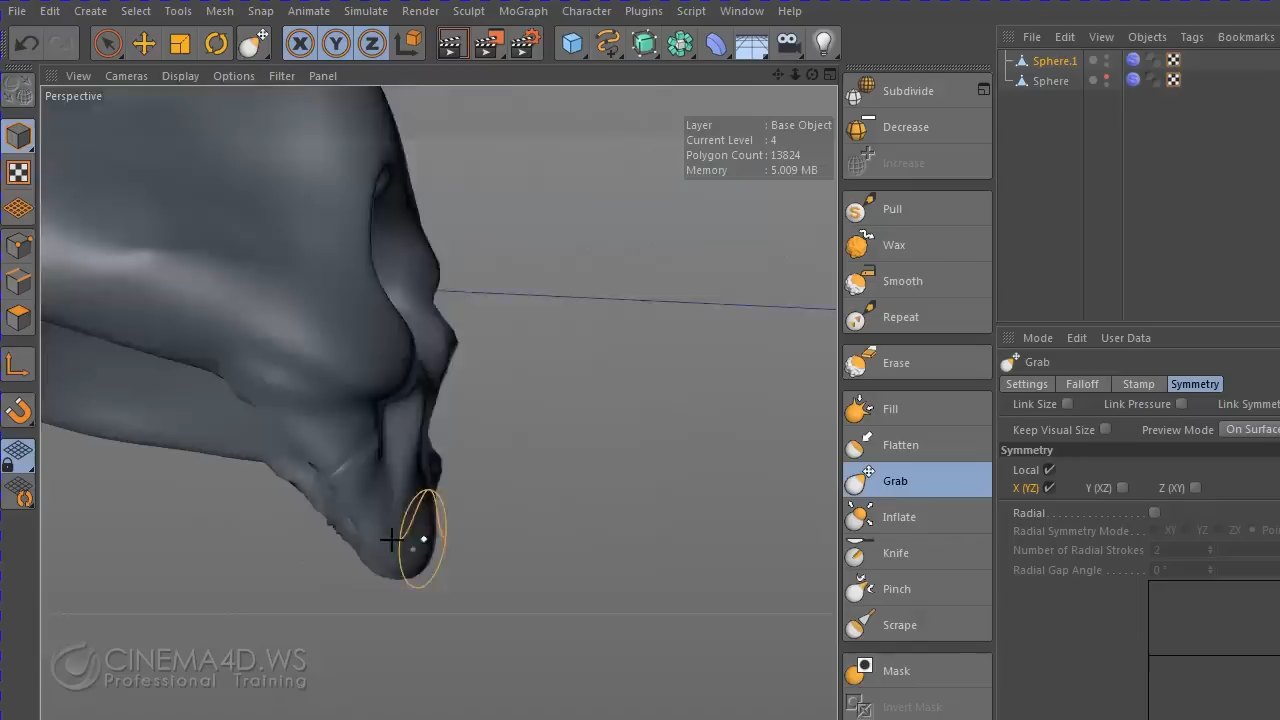 File Edit Create Select Tools Mesh Snap Animate Simulate Render Sculpt MoGraph Character Plugins Script Window Help
File Edit View Objects Tags Bookmarks
View Cameras Display Options Filter Panel
Perspective
Layer : Base Object
Current Level : 4
Polygon Count : 13824
Memory : 5.009 MB
Subdivide
Decrease
Increase
Pull
Wax
Smooth
Repeat
Erase
Fill
Flatten
Grab
Inflate
Knife
Pinch
Scrape
Mask
Invert Mask
Sphere.1
Sphere
Mode Edit User Data
Grab
Settings Falloff Stamp Symmetry
Link Size Link Pressure
Keep Visual Size Preview Mode
Symmetry
Local
X (YZ) Y (XZ) Z (XY)
Radial
Radial Symmetry Mode XY YZ ZX
Number of Radial Strokes 2
Radial Gap Angle 0 °
CINEMA4D.WS
Professional Training